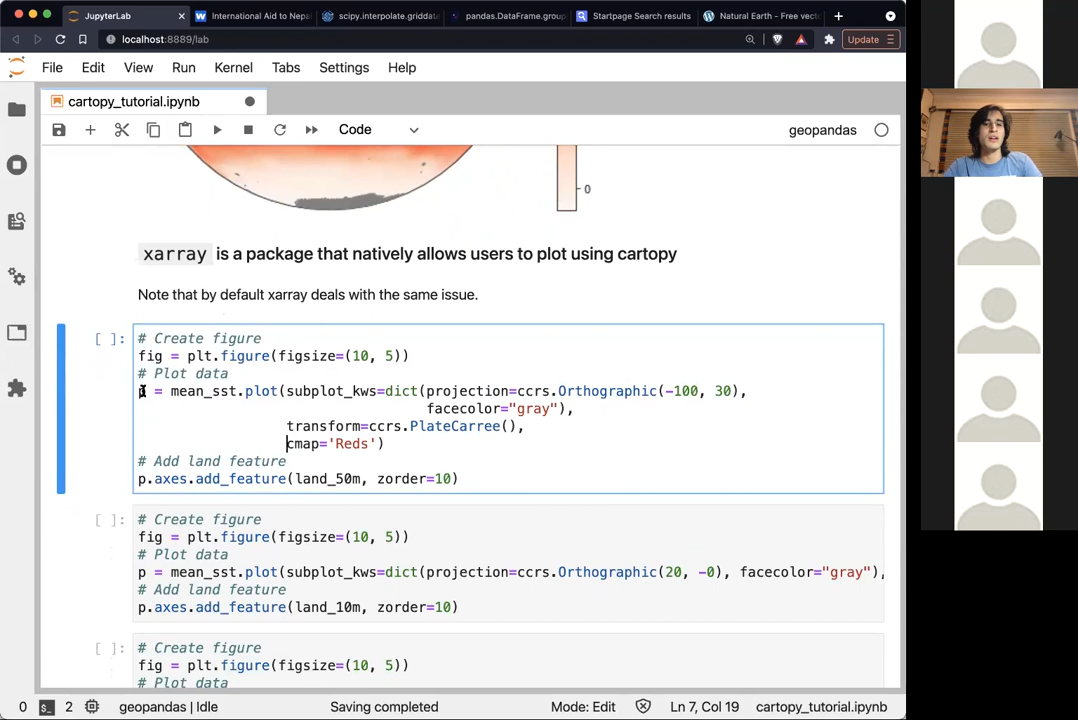 JupyterLab
International Aid to Nepa
scipy.interpolate.griddat
pandas.DataFrame.group
Startpage Search results
Natural Earth - Free vect
localhost:8889/lab
Update
File Edit View Run Kernel Tabs Settings Help
cartopy_tutorial.ipynb
Code
geopandas
0
xarray is a package that natively allows users to plot using cartopy
Note that by default xarray deals with the same issue.
[ ]:
# Create figure
fig = plt.figure(figsize=(10, 5))
# Plot data
p = mean_sst.plot(subplot_kws=dict(projection=ccrs.Orthographic(-100, 30),
facecolor="gray"),
transform=ccrs.PlateCarree(),
cmap='Reds')
# Add land feature
p.axes.add_feature(land_50m, zorder=10)
[ ]:
# Create figure
fig = plt.figure(figsize=(10, 5))
# Plot data
p = mean_sst.plot(subplot_kws=dict(projection=ccrs.Orthographic(20, -0), facecolor="gray"),
# Add land feature
p.axes.add_feature(land_10m, zorder=10)
[ ]:
# Create figure
fig = plt.figure(figsize=(10, 5))
# Plot data
0 $_ 2 geopandas | Idle Saving completed Mode: Edit Ln 7, Col 19 cartopy_tutorial.ipynb